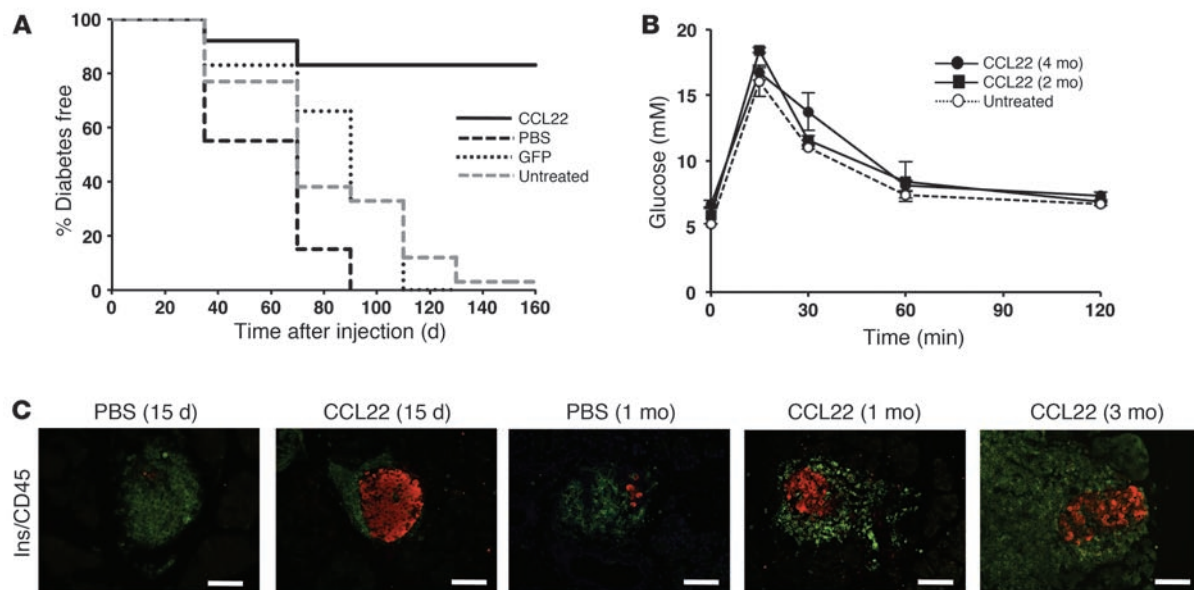 A
% Diabetes free
100
80
60
40
20
0
0 20 40 60 80 100 120 140 160
Time after injection (d)
CCL22
PBS
GFP
Untreated
B
Glucose (mM)
20
15
10
5
0
0 30 60 90 120
Time (min)
CCL22 (4 mo)
CCL22 (2 mo)
Untreated
C
PBS (15 d) CCL22 (15 d) PBS (1 mo) CCL22 (1 mo) CCL22 (3 mo)
Ins/CD45